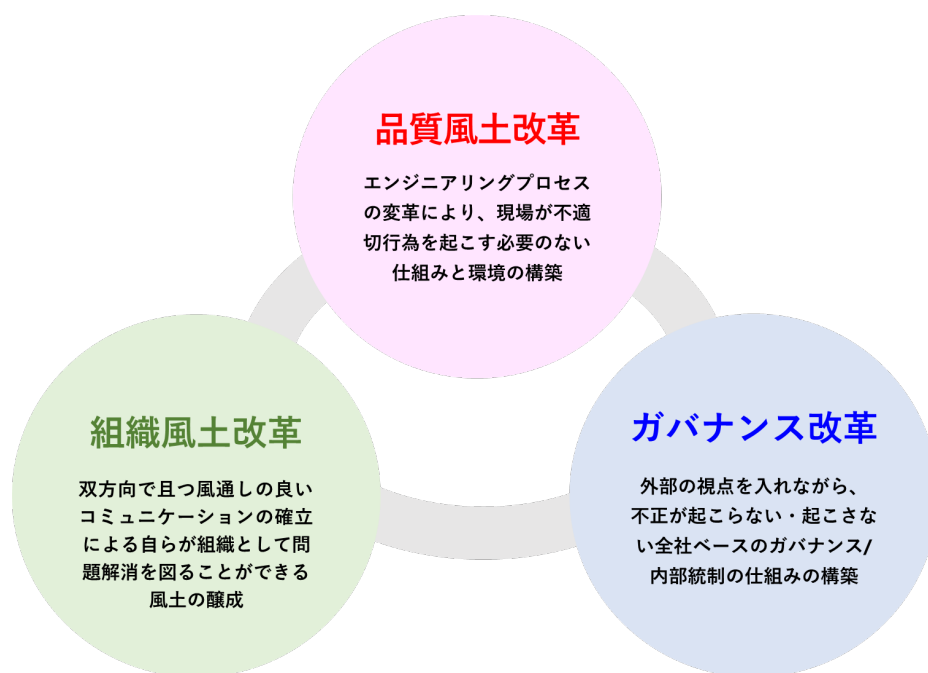 品質風土改革
エンジニアリングプロセス
の変革により、現場が不適
切行為を起こす必要のない
仕組みと環境の構築
組織風土改革
双方向で且つ風通しの良い
コミュニケーションの確立
による自らが組織として問
題解消を図ることができる
風土の醸成
ガバナンス改革
外部の視点を入れながら、
不正が起こらない・起こさな
い全社ベースのガバナンス/
内部統制の仕組みの構築